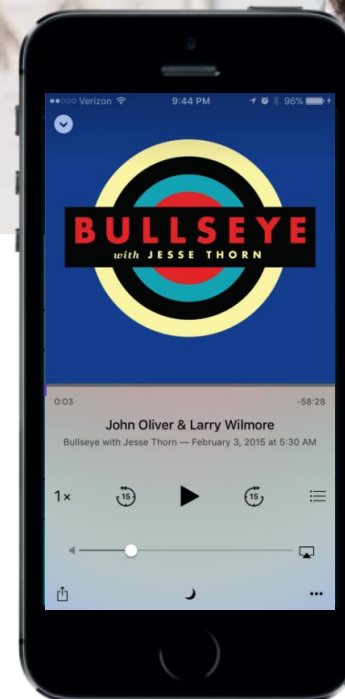 Verizon 9:44 PM 96%
BULLSEYE
with JESSE THORN
0:03 -58:28
John Oliver & Larry Wilmore
Bullseye with Jesse Thorn — February 3, 2015 at 5:30 AM
1× 15 15